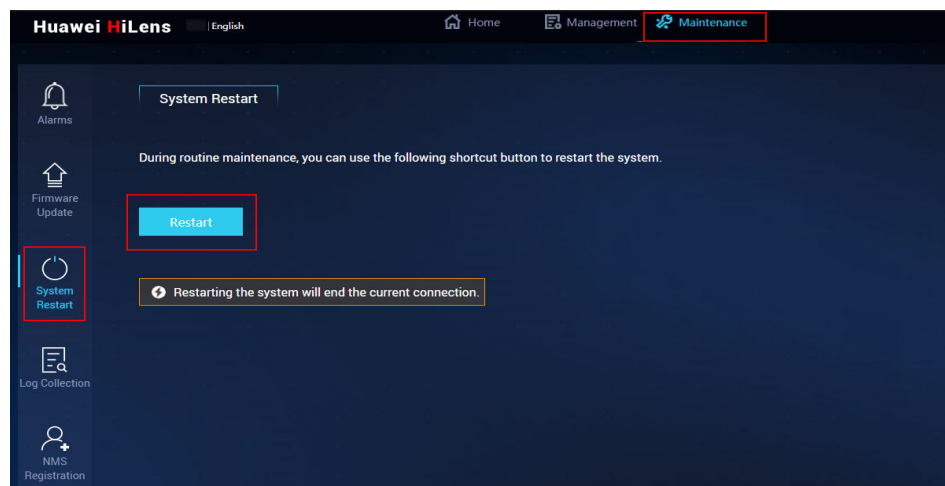 Huawei HiLens | English Home Management Maintenance
Alarms
Firmware
Update
System
Restart
Log Collection
NMS
Registration
System Restart
During routine maintenance, you can use the following shortcut button to restart the system.
Restart
Restarting the system will end the current connection.